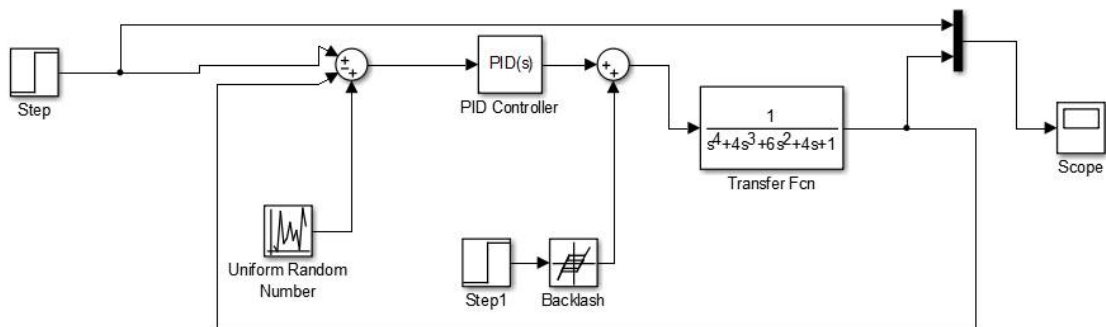 Step
+
−
+
PID(s)
PID Controller
+
+
1
s⁴+4s³+6s²+4s+1
Transfer Fcn
Scope
Uniform Random
Number
Step1
Backlash